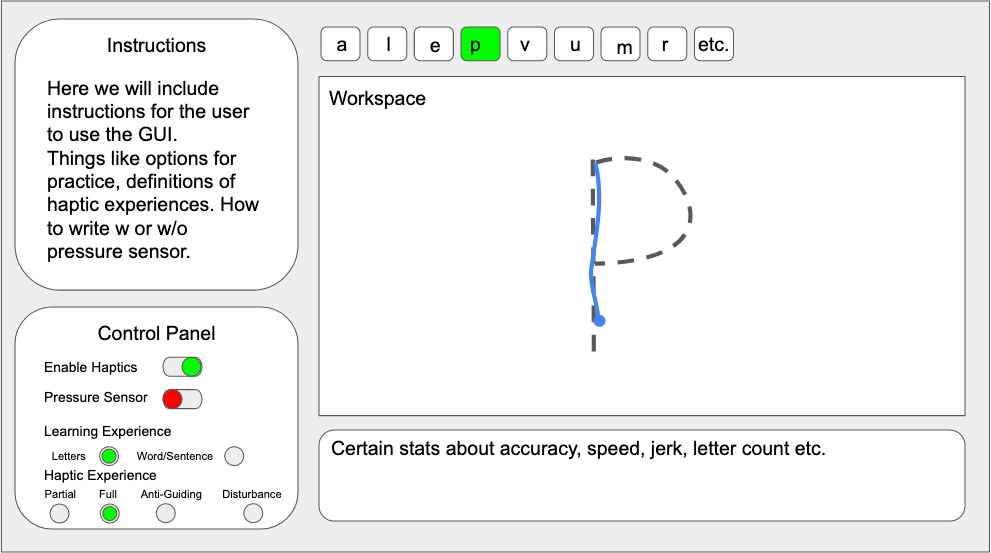 Instructions
Here we will include
instructions for the user
to use the GUI.
Things like options for
practice, definitions of
haptic experiences. How
to write w or w/o
pressure sensor.
Control Panel
Enable Haptics
Pressure Sensor
Learning Experience
Letters Word/Sentence
Haptic Experience
Partial Full Anti-Guiding Disturbance
a l e p v u m r etc.
Workspace
Certain stats about accuracy, speed, jerk, letter count etc.